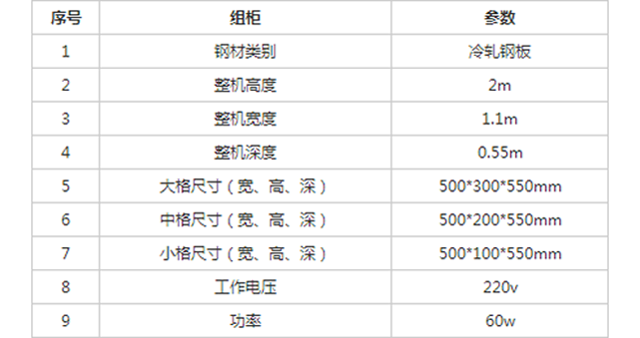 序号 组柜 参数
1 钢材类别 冷轧钢板
2 整机高度 2m
3 整机宽度 1.1m
4 整机深度 0.55m
5 大格尺寸（宽、高、深） 500*300*550mm
6 中格尺寸（宽、高、深） 500*200*550mm
7 小格尺寸（宽、高、深） 500*100*550mm
8 工作电压 220v
9 功率 60w